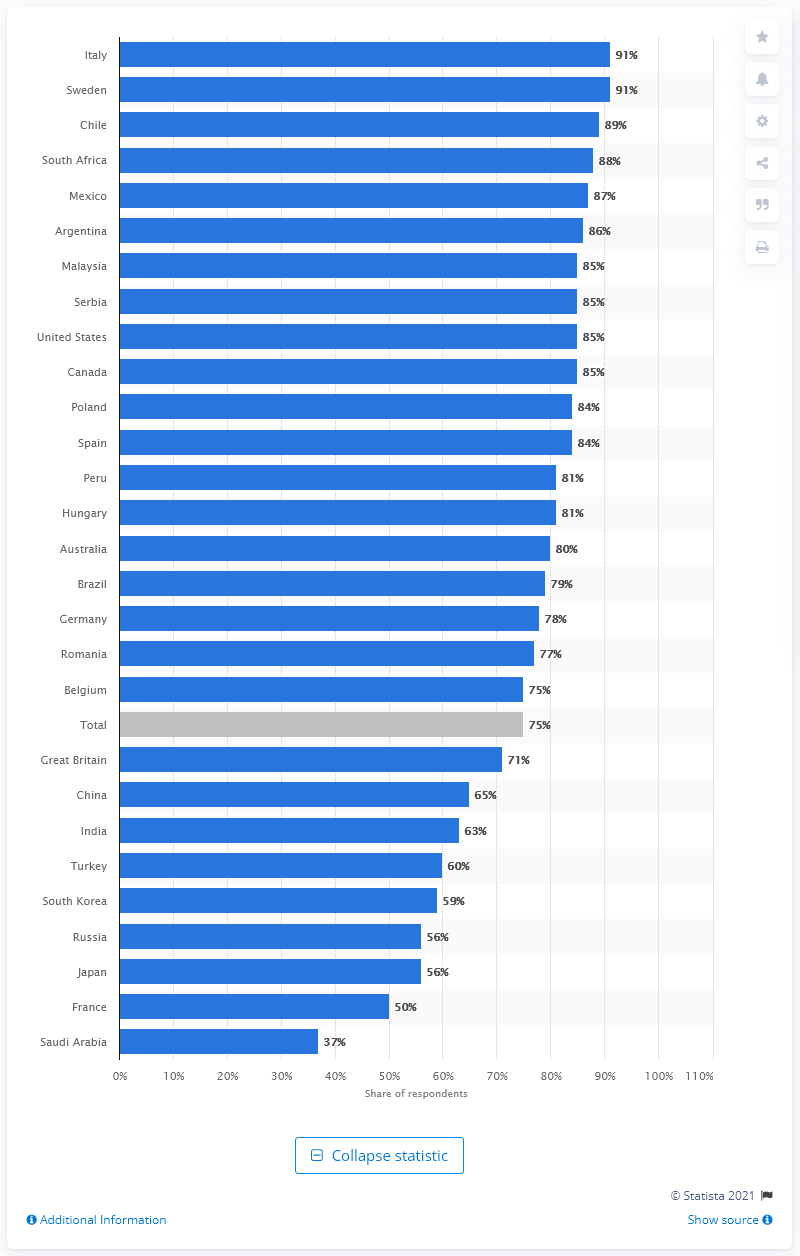 Italy 91%
Sweden 91%
Chile 89%
South Africa 88%
Mexico 87%
Argentina 86%
Malaysia 85%
Serbia 85%
United States 85%
Canada 85%
Poland 84%
Spain 84%
Peru 81%
Hungary 81%
Australia 80%
Brazil 79%
Germany 78%
Romania 77%
Belgium 75%
Total 75%
Great Britain 71%
China 65%
India 63%
Turkey 60%
South Korea 59%
Russia 56%
Japan 56%
France 50%
Saudi Arabia 37%
0% 10% 20% 30% 40% 50% 60% 70% 80% 90% 100% 110%
Share of respondents
Collapse statistic
© Statista 2021
Additional Information Show source